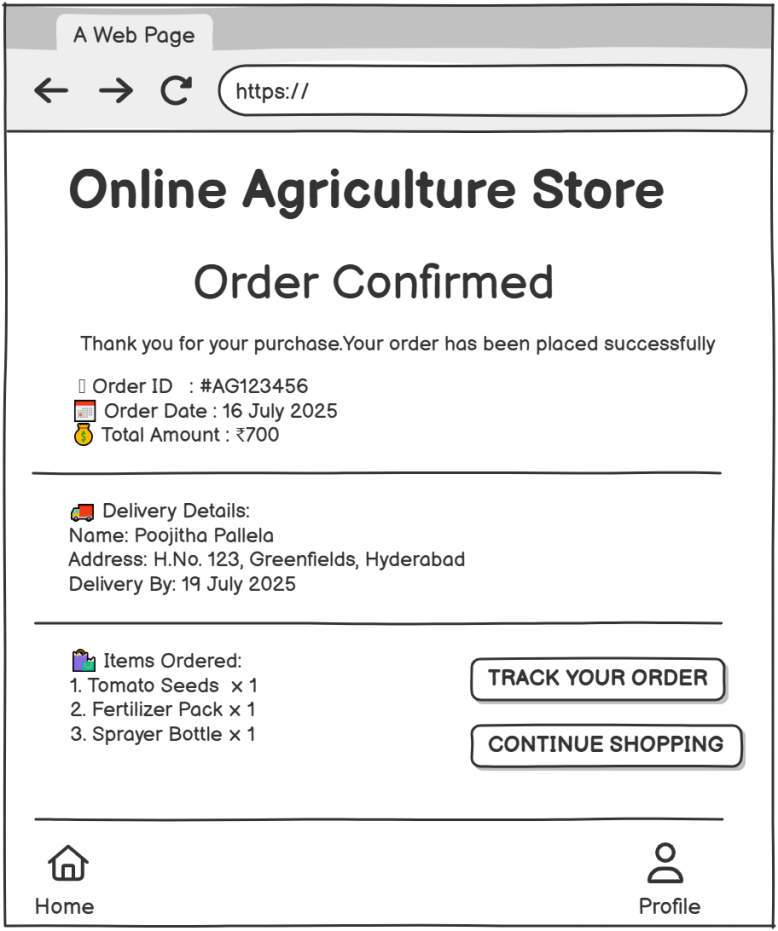 A Web Page
https://
Online Agriculture Store
Order Confirmed
Thank you for your purchase.Your order has been placed successfully
Order ID : #AG123456
Order Date : 16 July 2025
Total Amount : ₹700
Delivery Details:
Name: Poojitha Pallela
Address: H.No. 123, Greenfields, Hyderabad
Delivery By: 19 July 2025
Items Ordered:
1. Tomato Seeds x 1
2. Fertilizer Pack x 1
3. Sprayer Bottle x 1
TRACK YOUR ORDER
CONTINUE SHOPPING
Home
Profile